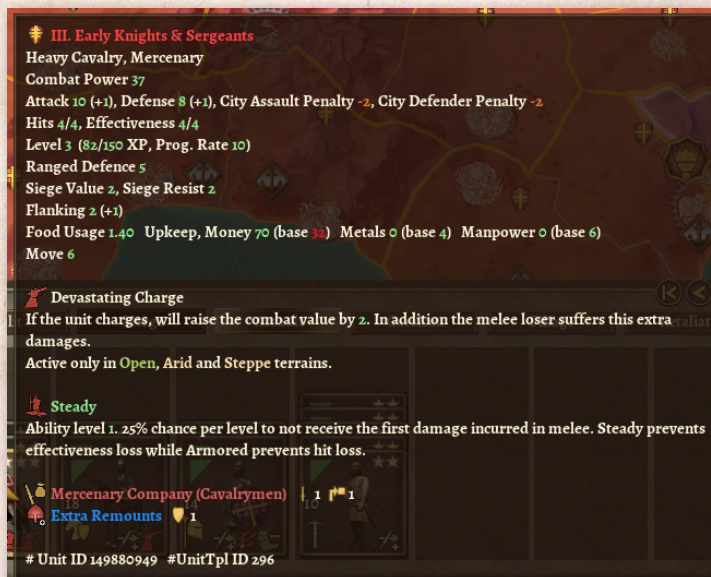 III. Early Knights & Sergeants
Heavy Cavalry, Mercenary
Combat Power 37
Attack 10 (+1), Defense 8 (+1), City Assault Penalty -2, City Defender Penalty -2
Hits 4/4, Effectiveness 4/4
Level 3 (82/150 XP, Prog. Rate 10)
Ranged Defence 5
Siege Value 2, Siege Resist 2
Flanking 2 (+1)
Food Usage 1.40 Upkeep, Money 70 (base 32) Metals 0 (base 4) Manpower 0 (base 6)
Move 6
Devastating Charge
If the unit charges, will raise the combat value by 2. In addition the melee loser suffers this extra
damages.
Active only in Open, Arid and Steppe terrains.
Steady
Ability level 1. 25% chance per level to not receive the first damage incurred in melee. Steady prevents
effectiveness loss while Armored prevents hit loss.
Mercenary Company (Cavalrymen) 1 1
Extra Remounts 1
18 14 10
# Unit ID 149880949 #UnitTpl ID 296